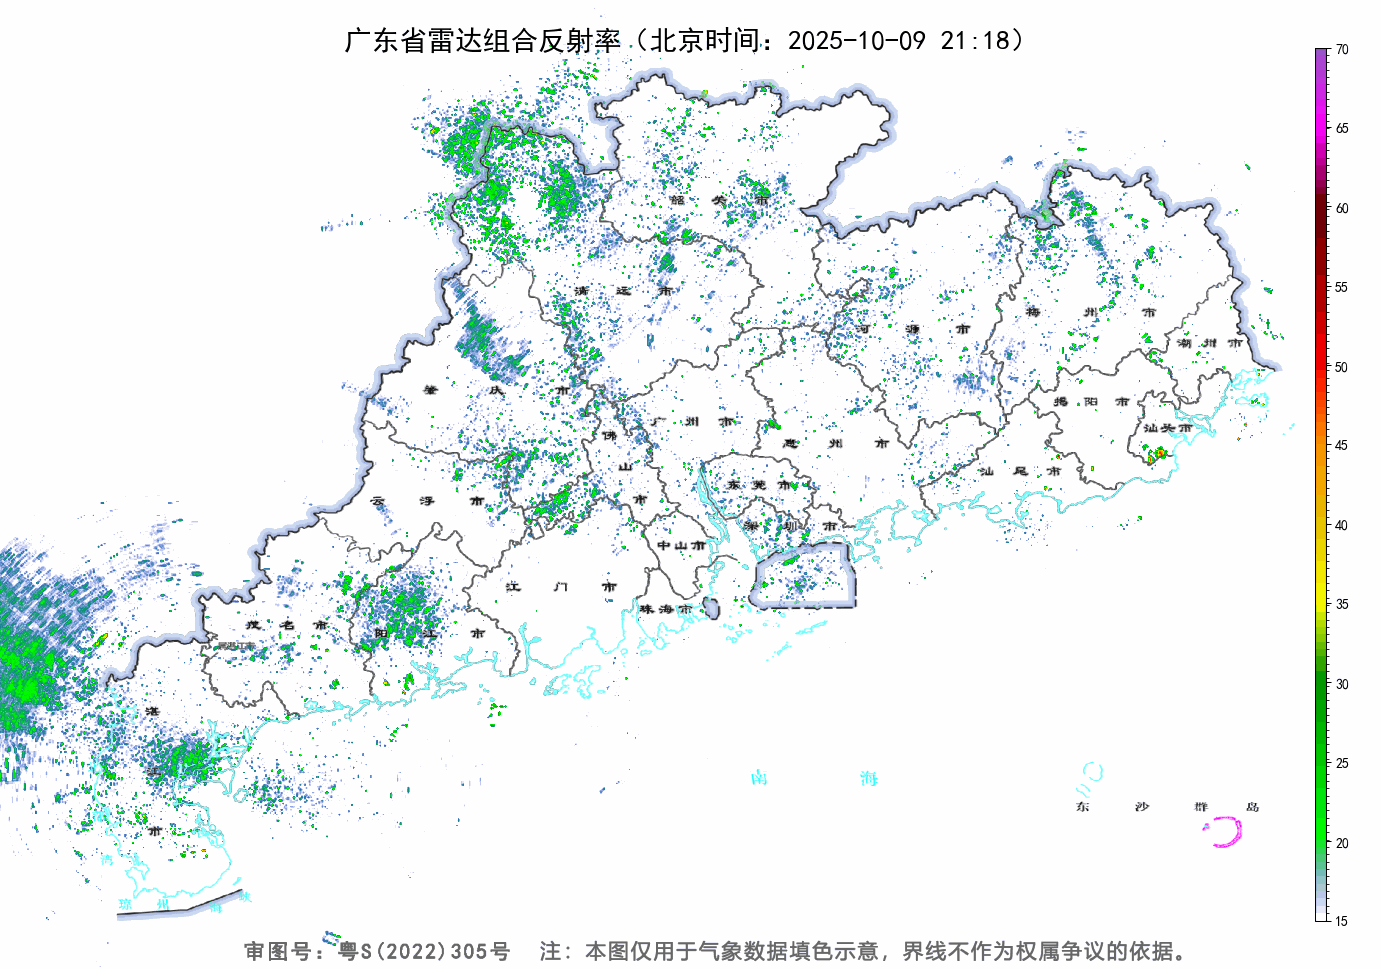 广东省雷达组合反射率（北京时间：2025-10-09 21:18）
70
65
60
55
50
45
40
35
30
25
20
15
韶关市
清远市
河源市
梅州市
潮州市
肇庆市
广州市
惠州市
揭阳市
汕头市
佛山市
汕尾市
云浮市
东莞市
深圳市
中山市
江门市
珠海市
茂名市
阳江市
湛江市
南海
东沙群岛
湾
琼州海峡
审图号：粤S(2022)305号 注：本图仅用于气象数据填色示意，界线不作为权属争议的依据。